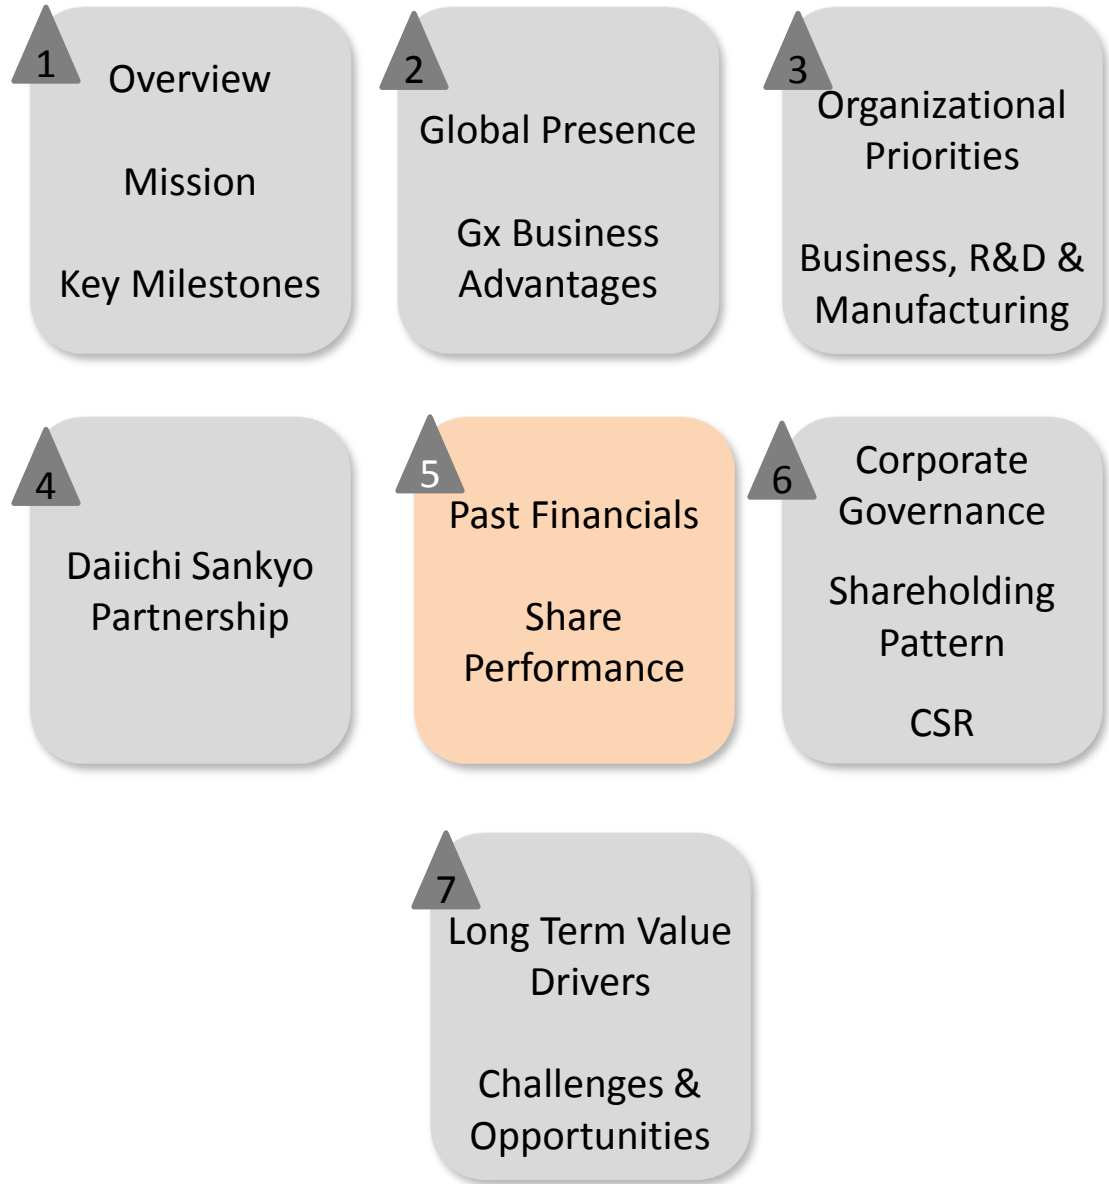 1
Overview
Mission
Key Milestones
2
Global Presence
Gx Business
Advantages
3
Organizational
Priorities
Business, R&D &
Manufacturing
4
Daiichi Sankyo
Partnership
5
Past Financials
Share
Performance
6
Corporate
Governance
Shareholding
Pattern
CSR
7
Long Term Value
Drivers
Challenges &
Opportunities